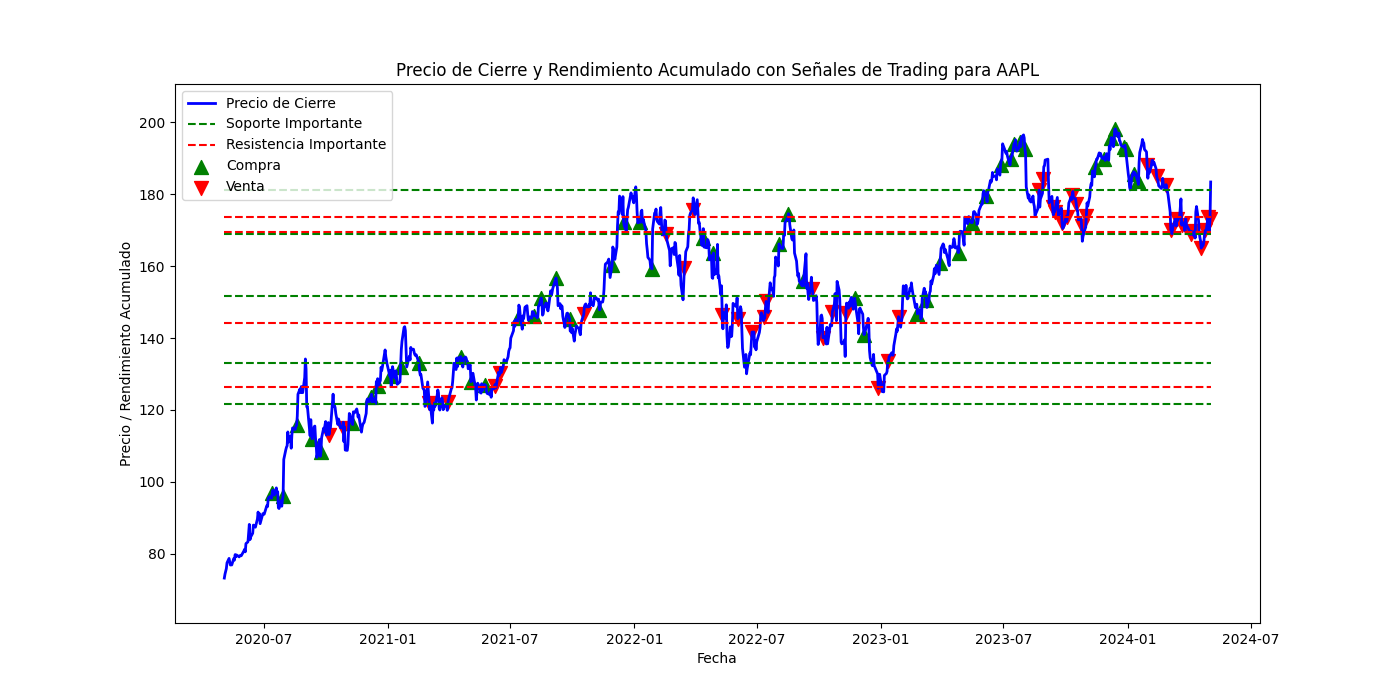 Precio de Cierre y Rendimiento Acumulado con Señales de Trading para AAPL
Precio de Cierre
Soporte Importante
Resistencia Importante
Compra
Venta
Precio / Rendimiento Acumulado
200
180
160
140
120
100
80
2020-07
2021-01
2021-07
2022-01
2022-07
2023-01
2023-07
2024-01
2024-07
Fecha